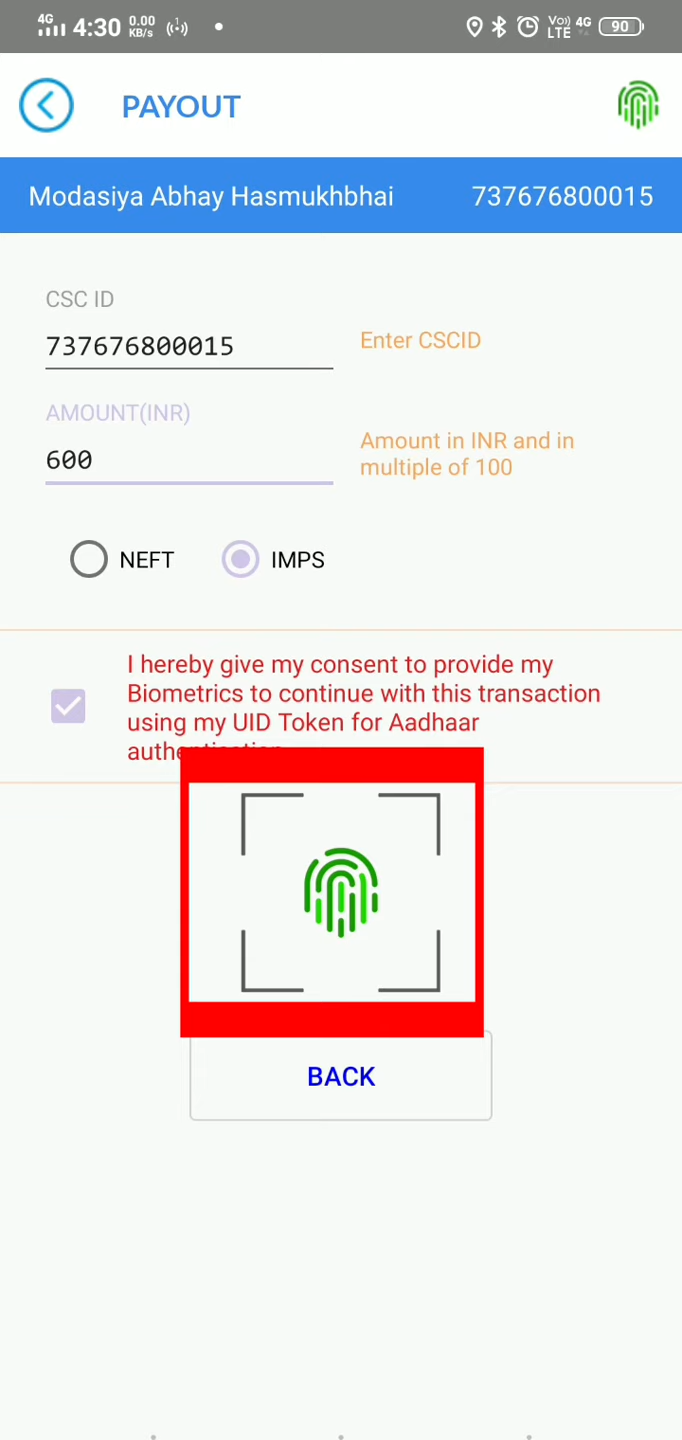 4G 4:30 0.00 KB/s Vo) LTE 4G 90
PAYOUT
Modasiya Abhay Hasmukhbhai 737676800015
CSC ID
737676800015 Enter CSCID
AMOUNT(INR)
600 Amount in INR and in
multiple of 100
NEFT IMPS
I hereby give my consent to provide my
Biometrics to continue with this transaction
using my UID Token for Aadhaar
BACK